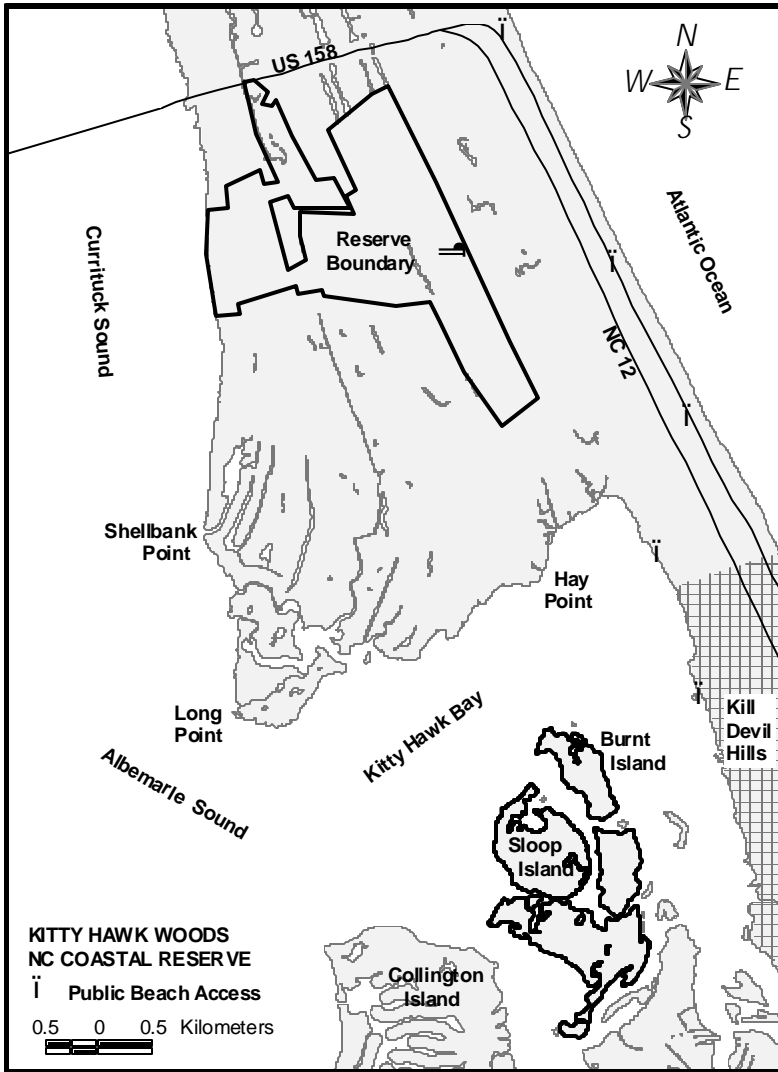 N
W E
S
US 158
Atlantic Ocean
Currituck Sound
Reserve
Boundary
NC 12
Shellbank
Point
Hay
Point
Long
Point
Kitty Hawk Bay
Kill
Devil
Hills
Burnt
Island
Albemarle Sound
Sloop
Island
KITTY HAWK WOODS
NC COASTAL RESERVE
Ï Public Beach Access
Collington
Island
0.5 0 0.5 Kilometers
Ï
Ï
Ï
Ï
Ï